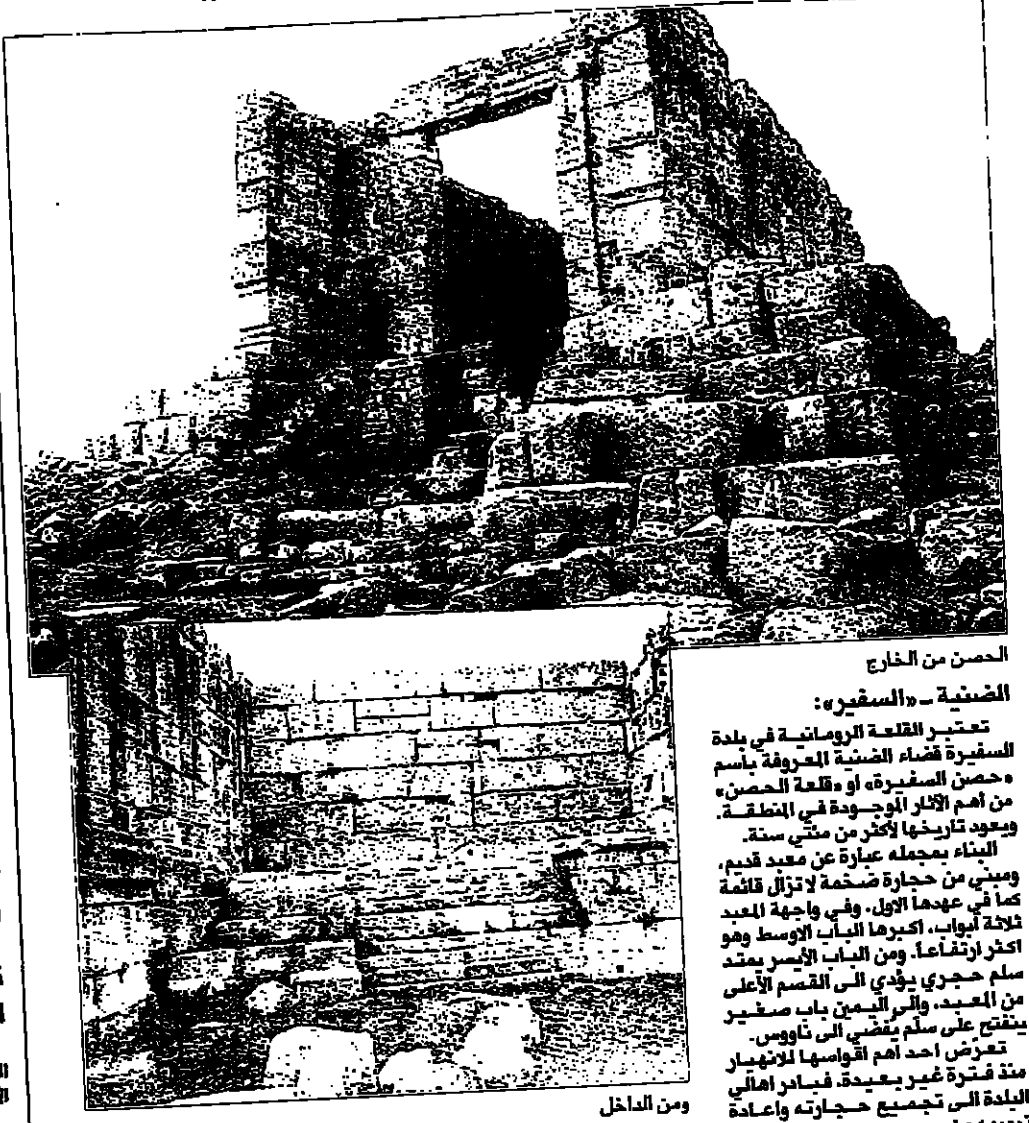 الحصن من الخارج
الضنية ـ «السفير»:
تعتبر القلعة الرومانية في بلدة
السفيرة قضاء الضنية المعروفة بأسم
«حصن السفيرة» او «قلعة الحصن»
من أهم الآثار الموجودة في المنطقة.
ويعود تاريخها لأكثر من مئتي سنة.
البناء بمجمله عبارة عن معبد قديم،
ومبني من حجارة ضخمة لا تزال قائمة
كما في عهدها الاول، وفي واجهة المعبد
ثلاثة أبواب، اكبرها الباب الاوسط وهو
اكثر ارتفاعاً. ومن الباب الأيسر يمتد
سلم حجري يؤدي الى القسم الأعلى
من المعبد، والى اليمين باب صغير
ينفتح على سلّم يفضي الى ناووس.
تعرّض احد أهم اقواسها للانهيار
منذ فترة غير بعيدة، فبادر اهالي
البلدة الى تجميع حجارته واعادة
ومن الداخل